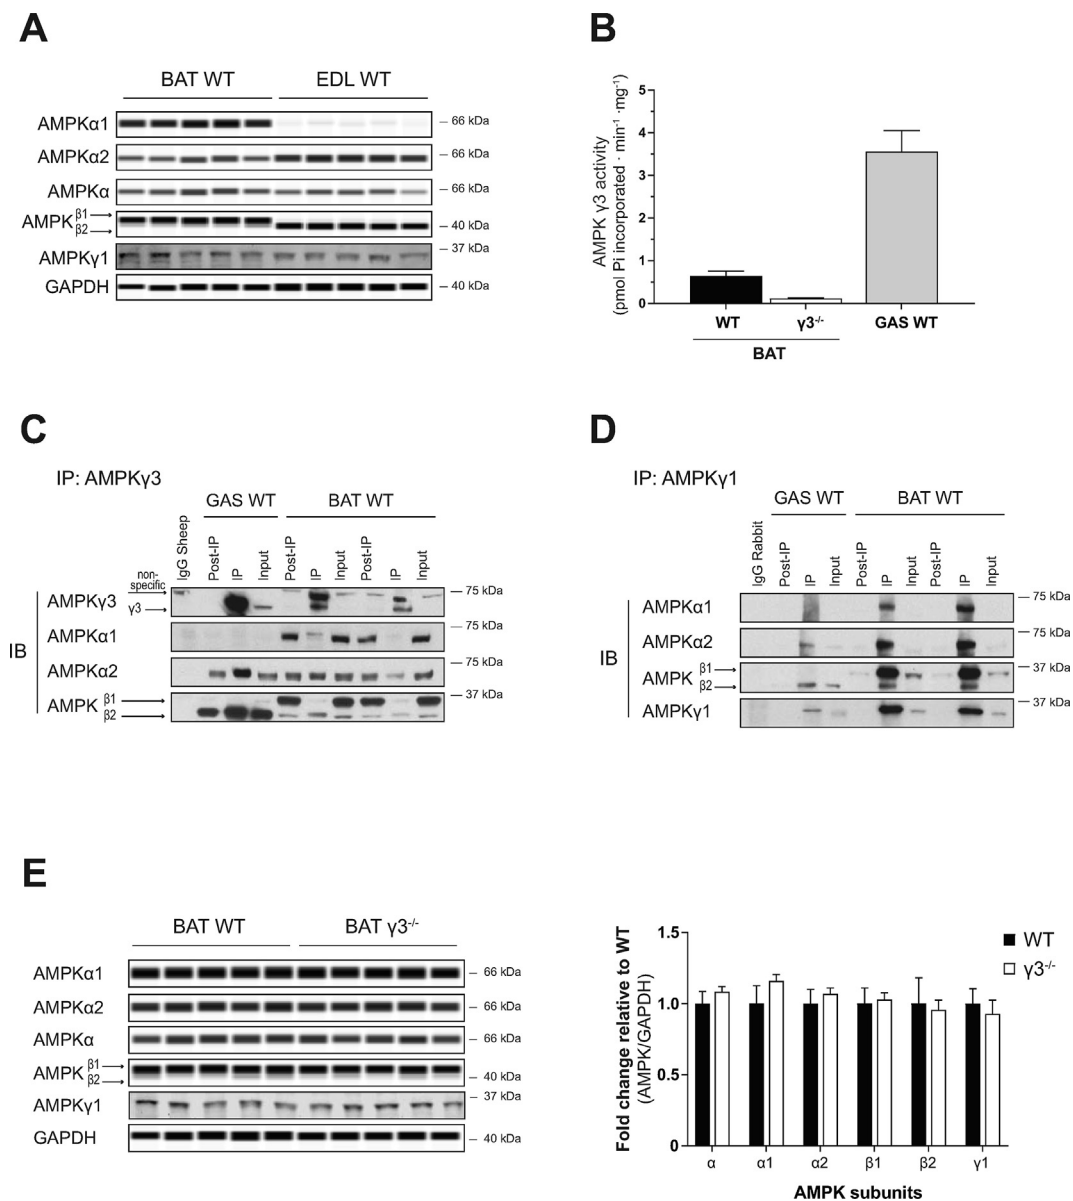 A
BAT WT
EDL WT
AMPKα1
– 66 kDa
AMPKα2
– 66 kDa
AMPKα
– 66 kDa
AMPK β1
β2
– 40 kDa
AMPKγ1
– 37 kDa
GAPDH
– 40 kDa
B
AMPK γ3 activity
(pmol Pi incorporated · min⁻¹ ·mg⁻¹)
5
4
3
2
1
0
WT
γ3-/-
GAS WT
BAT
C
IP: AMPKγ3
GAS WT
BAT WT
IgG Sheep
Post-IP
IP
Input
Post-IP
IP
Input
Post-IP
IP
Input
non-
specific
AMPKγ3
γ3
– 75 kDa
IB
AMPKα1
– 75 kDa
AMPKα2
– 75 kDa
AMPK β1
β2
– 37 kDa
D
IP: AMPKγ1
GAS WT
BAT WT
IgG Rabbit
Post-IP
IP
Input
Post-IP
IP
Input
Post-IP
IP
Input
AMPKα1
– 75 kDa
IB
AMPKα2
– 75 kDa
AMPK β1
β2
– 37 kDa
AMPKγ1
– 37 kDa
E
BAT WT
BAT γ3-/-
AMPKα1
– 66 kDa
AMPKα2
– 66 kDa
AMPKα
– 66 kDa
AMPK β1
β2
– 40 kDa
AMPKγ1
– 37 kDa
GAPDH
– 40 kDa
Fold change relative to WT
(AMPK/GAPDH)
1.5
1.0
0.5
0
WT
γ3-/-
α
α1
α2
β1
β2
γ1
AMPK subunits